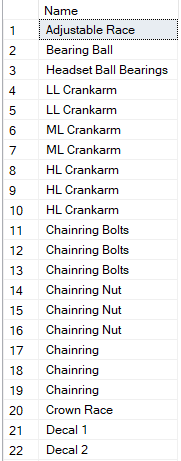 Name
1 Adjustable Race
2 Bearing Ball
3 Headset Ball Bearings
4 LL Crankarm
5 LL Crankarm
6 ML Crankarm
7 ML Crankarm
8 HL Crankarm
9 HL Crankarm
10 HL Crankarm
11 Chainring Bolts
12 Chainring Bolts
13 Chainring Bolts
14 Chainring Nut
15 Chainring Nut
16 Chainring Nut
17 Chainring
18 Chainring
19 Chainring
20 Crown Race
21 Decal 1
22 Decal 2